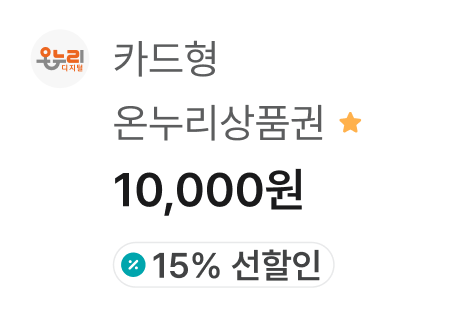 온누리
디지털
카드형
온누리상품권
10,000원
15% 선할인